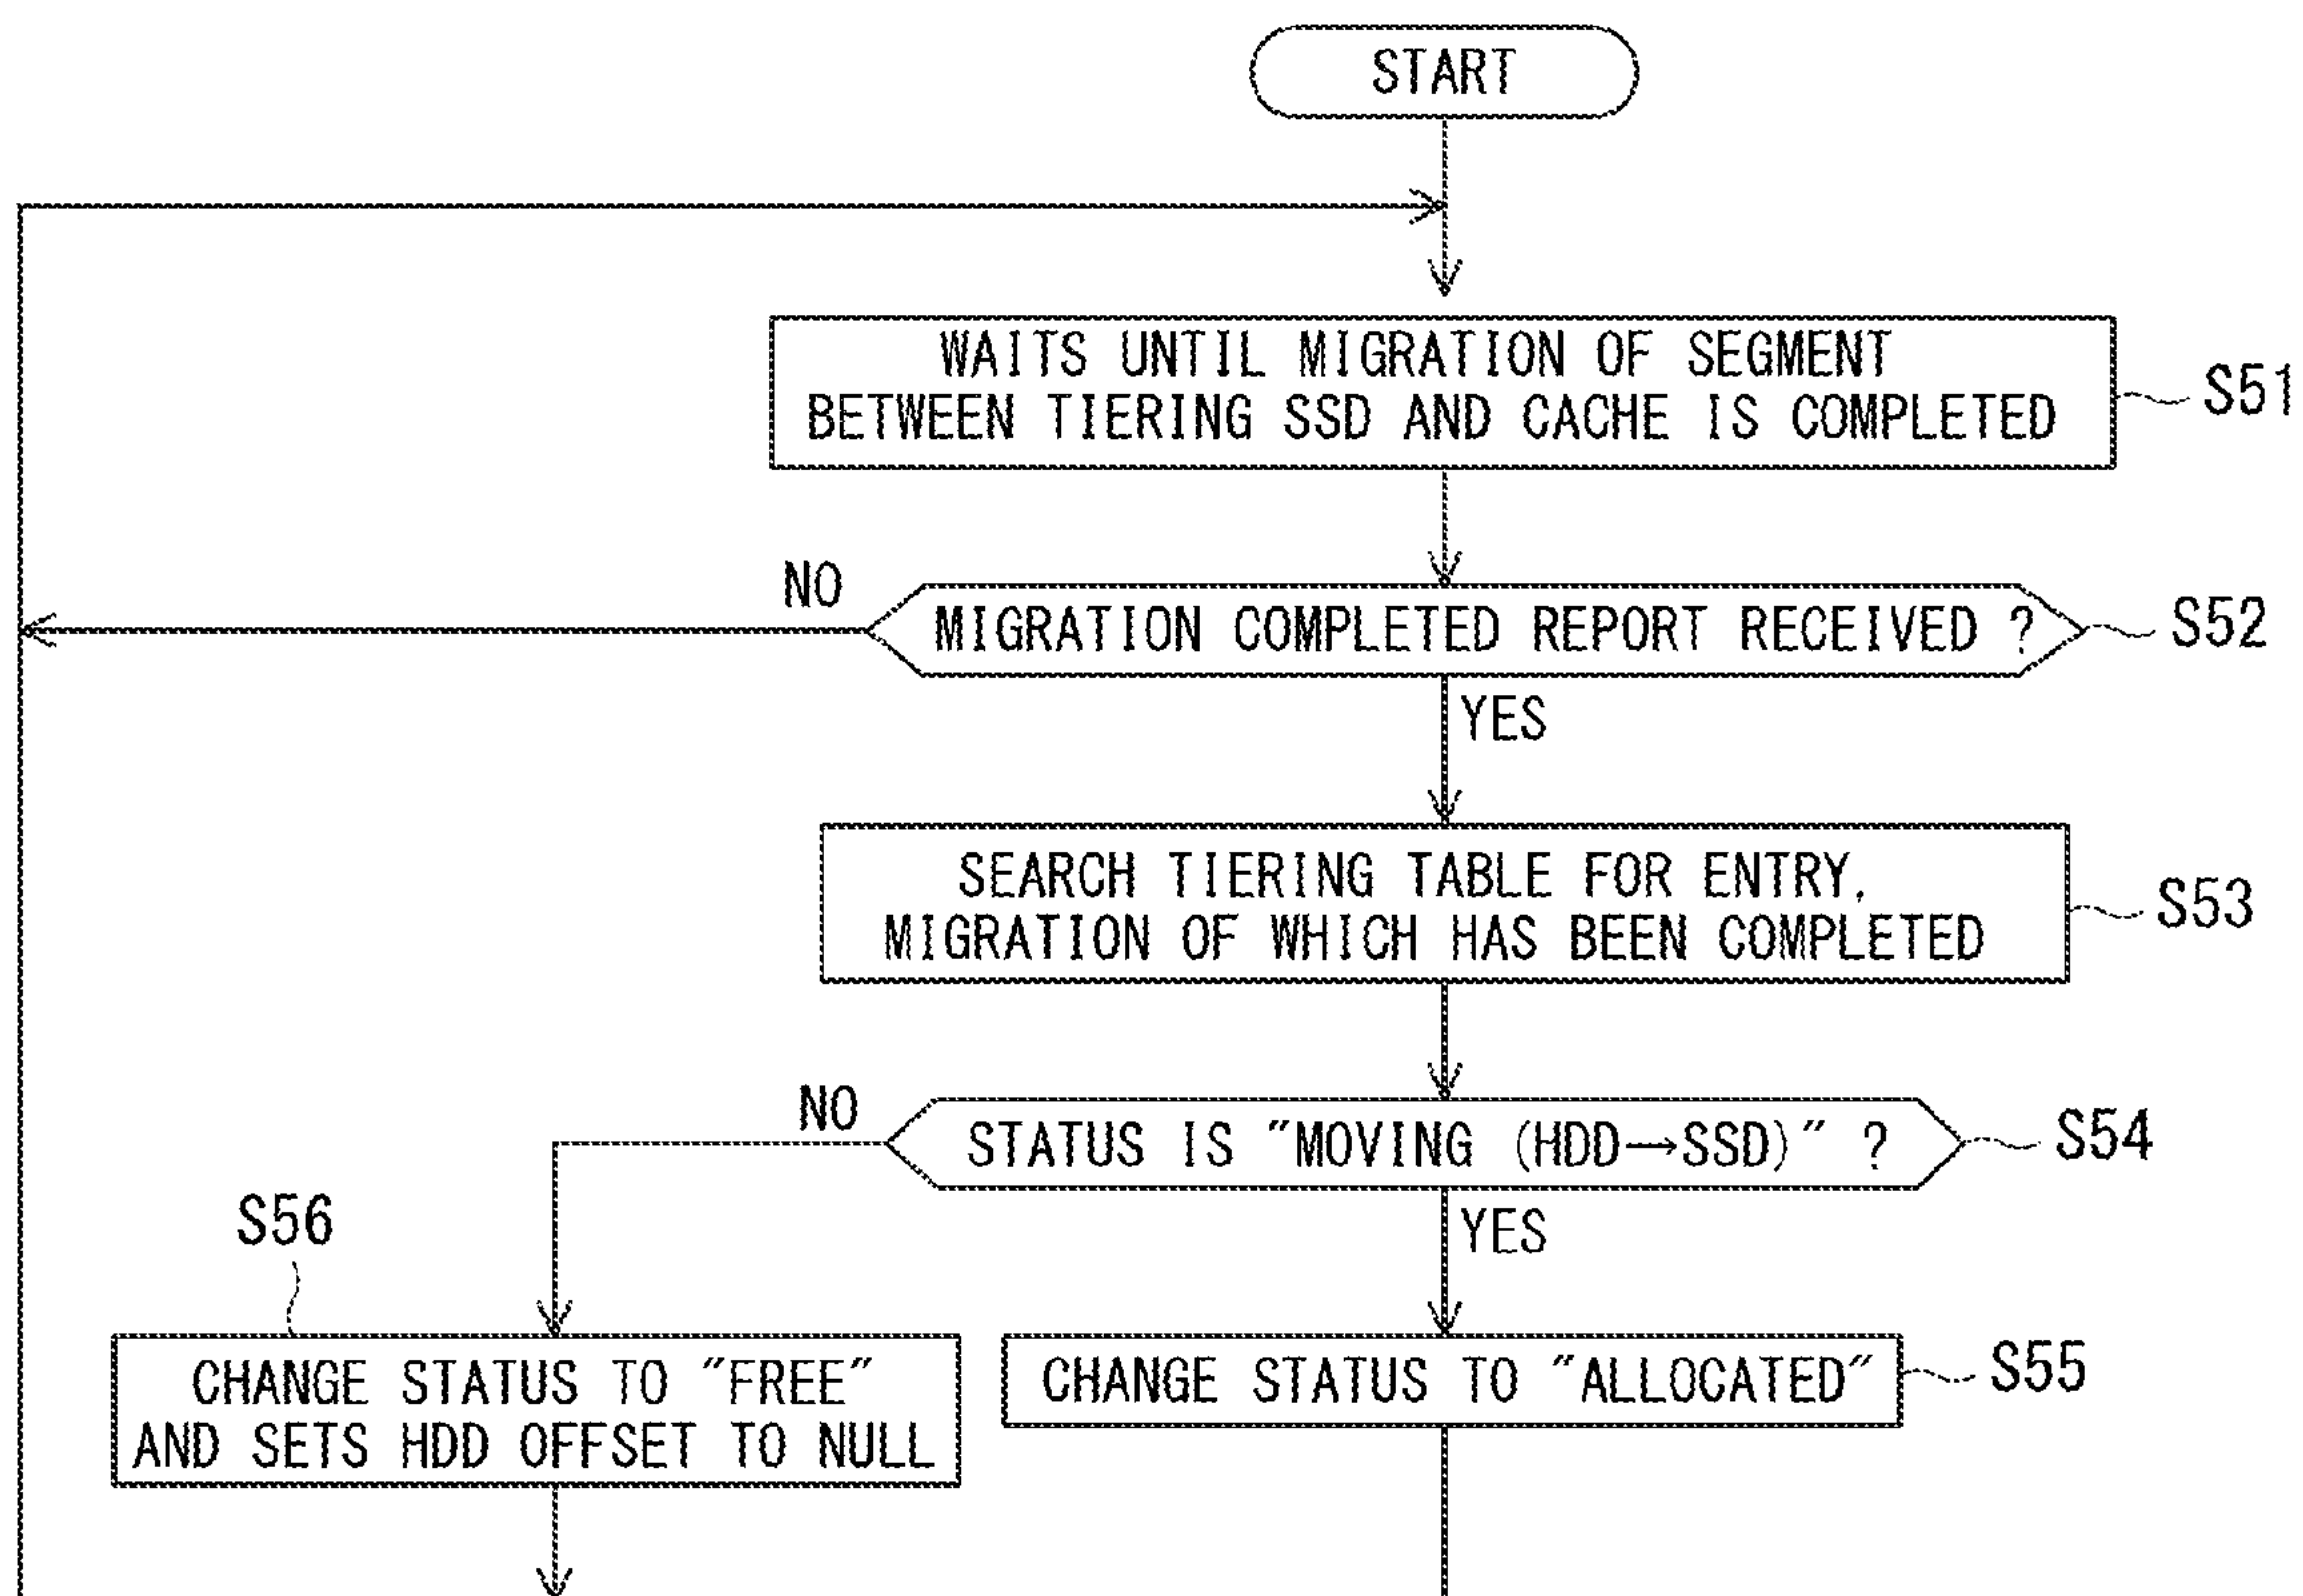 START
WAITS UNTIL MIGRATION OF SEGMENT
BETWEEN TIERING SSD AND CACHE IS COMPLETED
S51
NO
MIGRATION COMPLETED REPORT RECEIVED ?
S52
YES
SEARCH TIERING TABLE FOR ENTRY,
MIGRATION OF WHICH HAS BEEN COMPLETED
S53
NO
STATUS IS "MOVING (HDD→SSD)" ?
S54
YES
S56
CHANGE STATUS TO "FREE"
AND SETS HDD OFFSET TO NULL
CHANGE STATUS TO "ALLOCATED"
S55